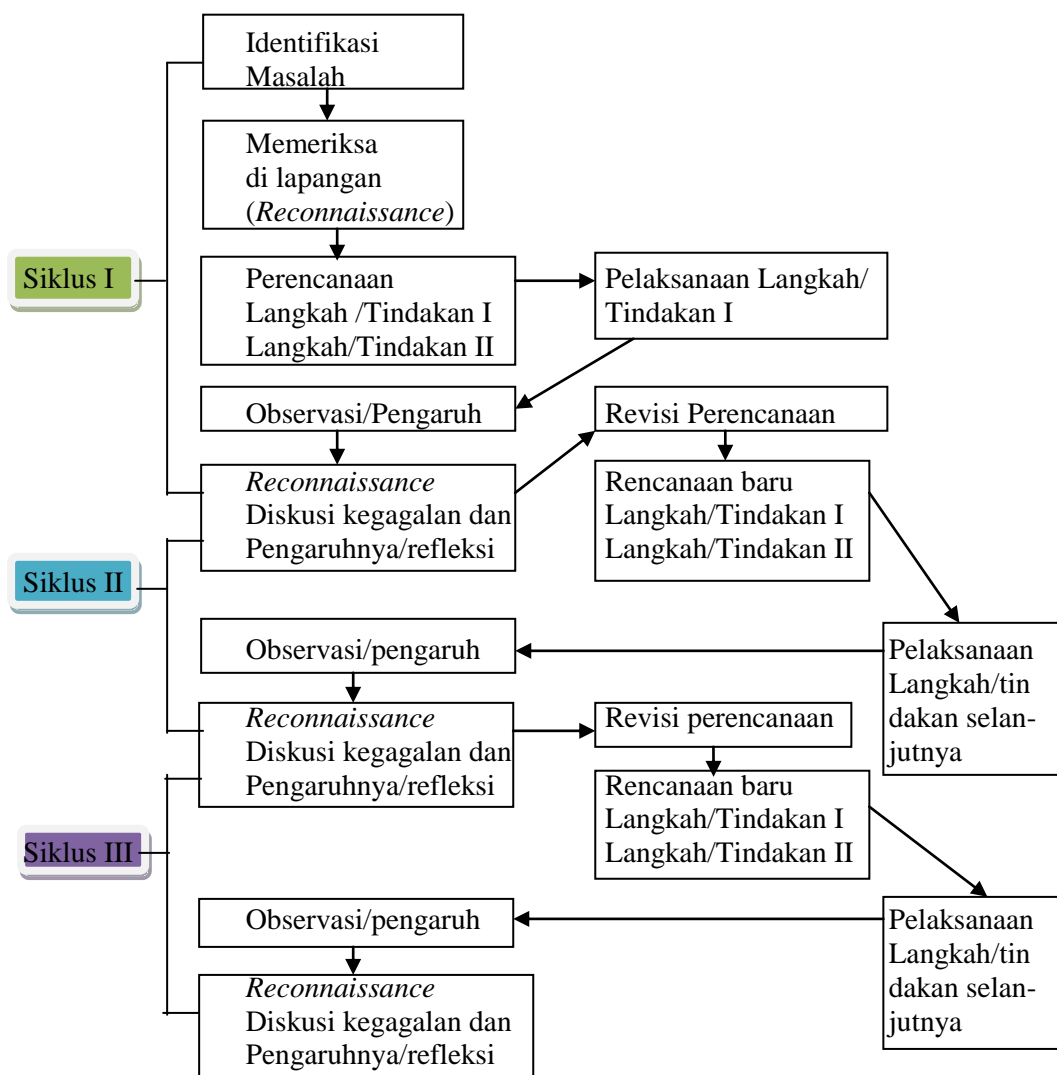 Identifikasi
Masalah
Memeriksa
di lapangan
(Reconnaissance)
Siklus I
Perencanaan
Langkah /Tindakan I
Langkah/Tindakan II
Pelaksanaan Langkah/
Tindakan I
Observasi/Pengaruh
Revisi Perencanaan
Reconnaissance
Diskusi kegagalan dan
Pengaruhnya/refleksi
Rencanaan baru
Langkah/Tindakan I
Langkah/Tindakan II
Siklus II
Observasi/pengaruh
Pelaksanaan
Langkah/tin
dakan selan-
jutnya
Reconnaissance
Diskusi kegagalan dan
Pengaruhnya/refleksi
Revisi perencanaan
Rencanaan baru
Langkah/Tindakan I
Langkah/Tindakan II
Siklus III
Observasi/pengaruh
Pelaksanaan
Langkah/tin
dakan selan-
jutnya
Reconnaissance
Diskusi kegagalan dan
Pengaruhnya/refleksi